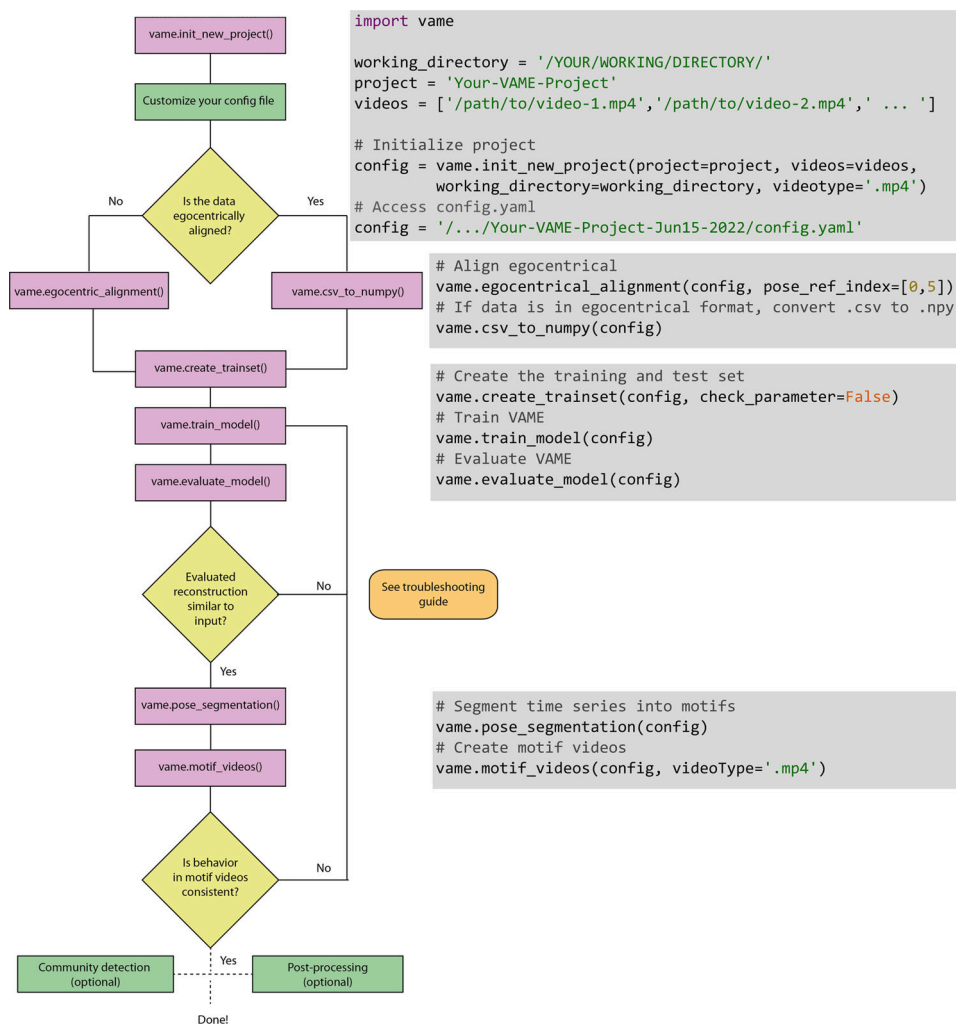 vame.init_new_project()
Customize your config file
Is the data
egocentrically
aligned?
No
Yes
vame.egocentric_alignment()
vame.csv_to_numpy()
vame.create_trainset()
vame.train_model()
vame.evaluate_model()
Evaluated
reconstruction
similar to
input?
No
See troubleshooting
guide
Yes
vame.pose_segmentation()
vame.motif_videos()
Is behavior
in motif videos
consistent?
No
Yes
Community detection
(optional)
Post-processing
(optional)
Done!
import vame
working_directory = '/YOUR/WORKING/DIRECTORY/'
project = 'Your-VAME-Project'
videos = ['/path/to/video-1.mp4','/path/to/video-2.mp4',' ... ']
# Initialize project
config = vame.init_new_project(project=project, videos=videos,
working_directory=working_directory, videotype='.mp4')
# Access config.yaml
config = '/.../Your-VAME-Project-Jun15-2022/config.yaml'
# Align egocentrical
vame.egocentrical_alignment(config, pose_ref_index=[0,5])
# If data is in egocentrical format, convert .csv to .npy
vame.csv_to_numpy(config)
# Create the training and test set
vame.create_trainset(config, check_parameter=False)
# Train VAME
vame.train_model(config)
# Evaluate VAME
vame.evaluate_model(config)
# Segment time series into motifs
vame.pose_segmentation(config)
# Create motif videos
vame.motif_videos(config, videoType='.mp4')